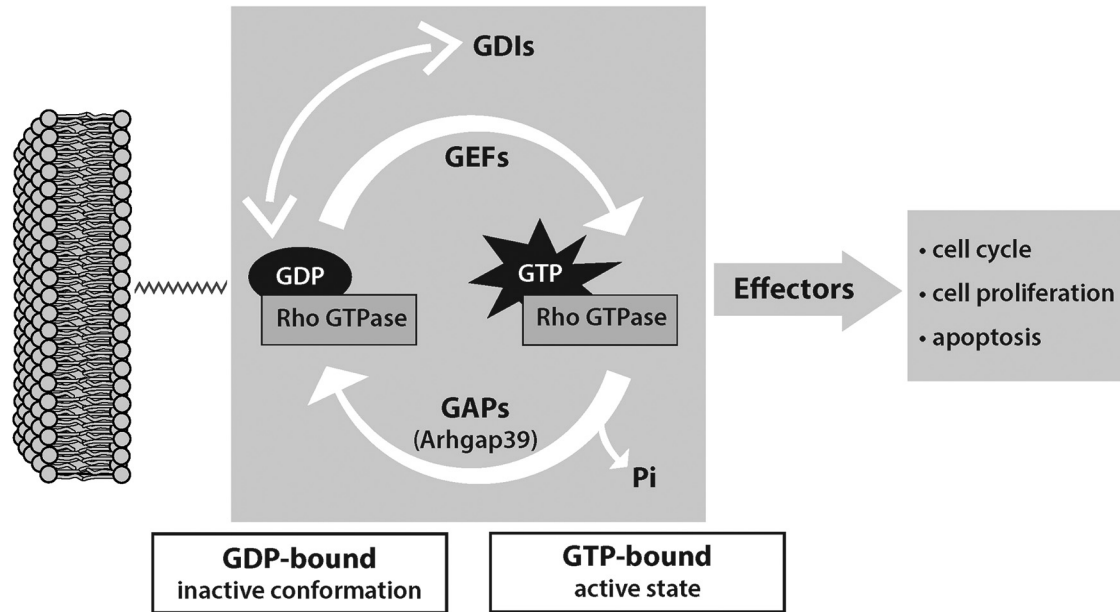 GDIs
GEFs
GDP
Rho GTPase
GTP
Rho GTPase
Effectors
• cell cycle
• cell proliferation
• apoptosis
GAPs
(Arhgap39)
Pi
GDP-bound
inactive conformation
GTP-bound
active state